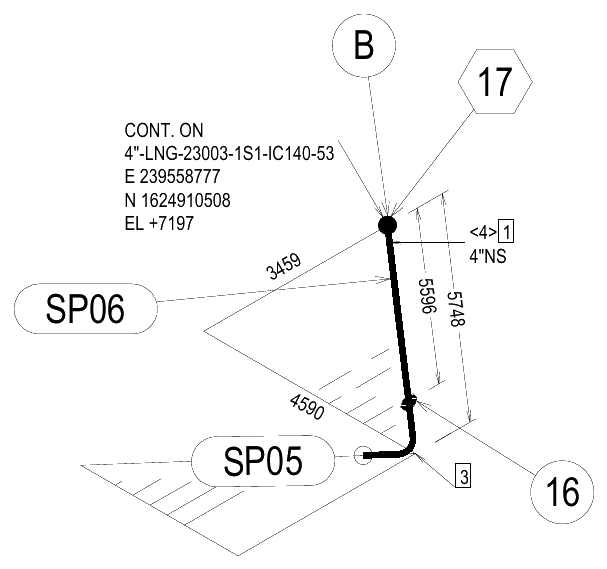 B
17
CONT. ON
4"-LNG-23003-1S1-IC140-53
E 239558777
N 1624910508
EL +7197
<4> 1
4"NS
3459
SP06
5596
5748
4590
SP05
3
16